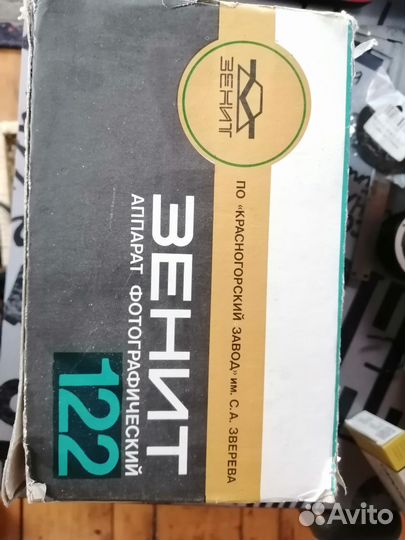 ЗЕНИТ
ПО «КРАСНОГОРСКИЙ ЗАВОД» им. С. А. ЗВЕРЕВА
ЗЕНИТ
АППАРАТ ФОТОГРАФИЧЕСКИЙ
122
Avito